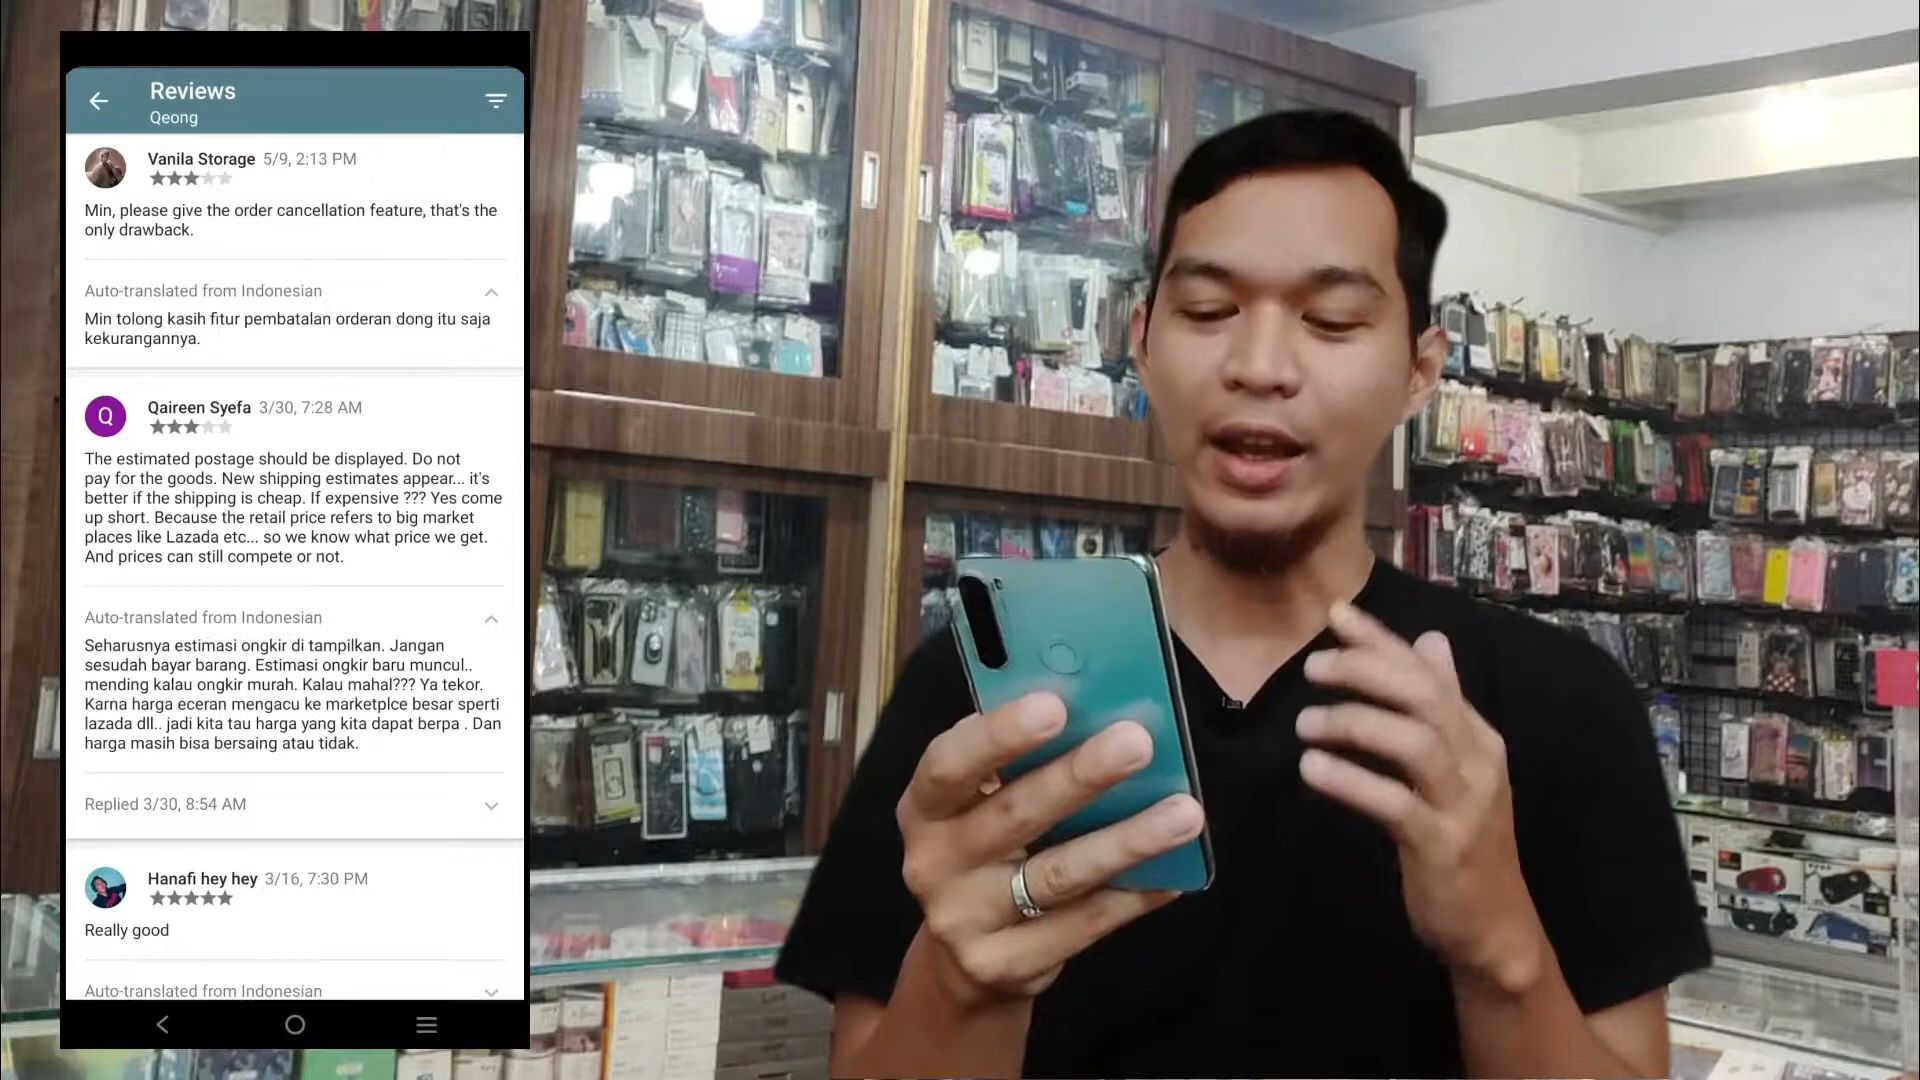 Reviews
Qeong
Vanila Storage 5/9, 2:13 PM
Min, please give the order cancellation feature, that's the
only drawback.
Auto-translated from Indonesian
Min tolong kasih fitur pembatalan orderan dong itu saja
kekurangannya.
Q
Qaireen Syefa 3/30, 7:28 AM
The estimated postage should be displayed. Do not
pay for the goods. New shipping estimates appear... it's
better if the shipping is cheap. If expensive ??? Yes come
up short. Because the retail price refers to big market
places like Lazada etc... so we know what price we get.
And prices can still compete or not.
Auto-translated from Indonesian
Seharusnya estimasi ongkir di tampilkan. Jangan
sesudah bayar barang. Estimasi ongkir baru muncul..
mending kalau ongkir murah. Kalau mahal??? Ya tekor.
Karna harga eceran mengacu ke marketplce besar sperti
lazada dll.. jadi kita tau harga yang kita dapat berpa . Dan
harga masih bisa bersaing atau tidak.
Replied 3/30, 8:54 AM
Hanafi hey hey 3/16, 7:30 PM
Really good
Auto-translated from Indonesian